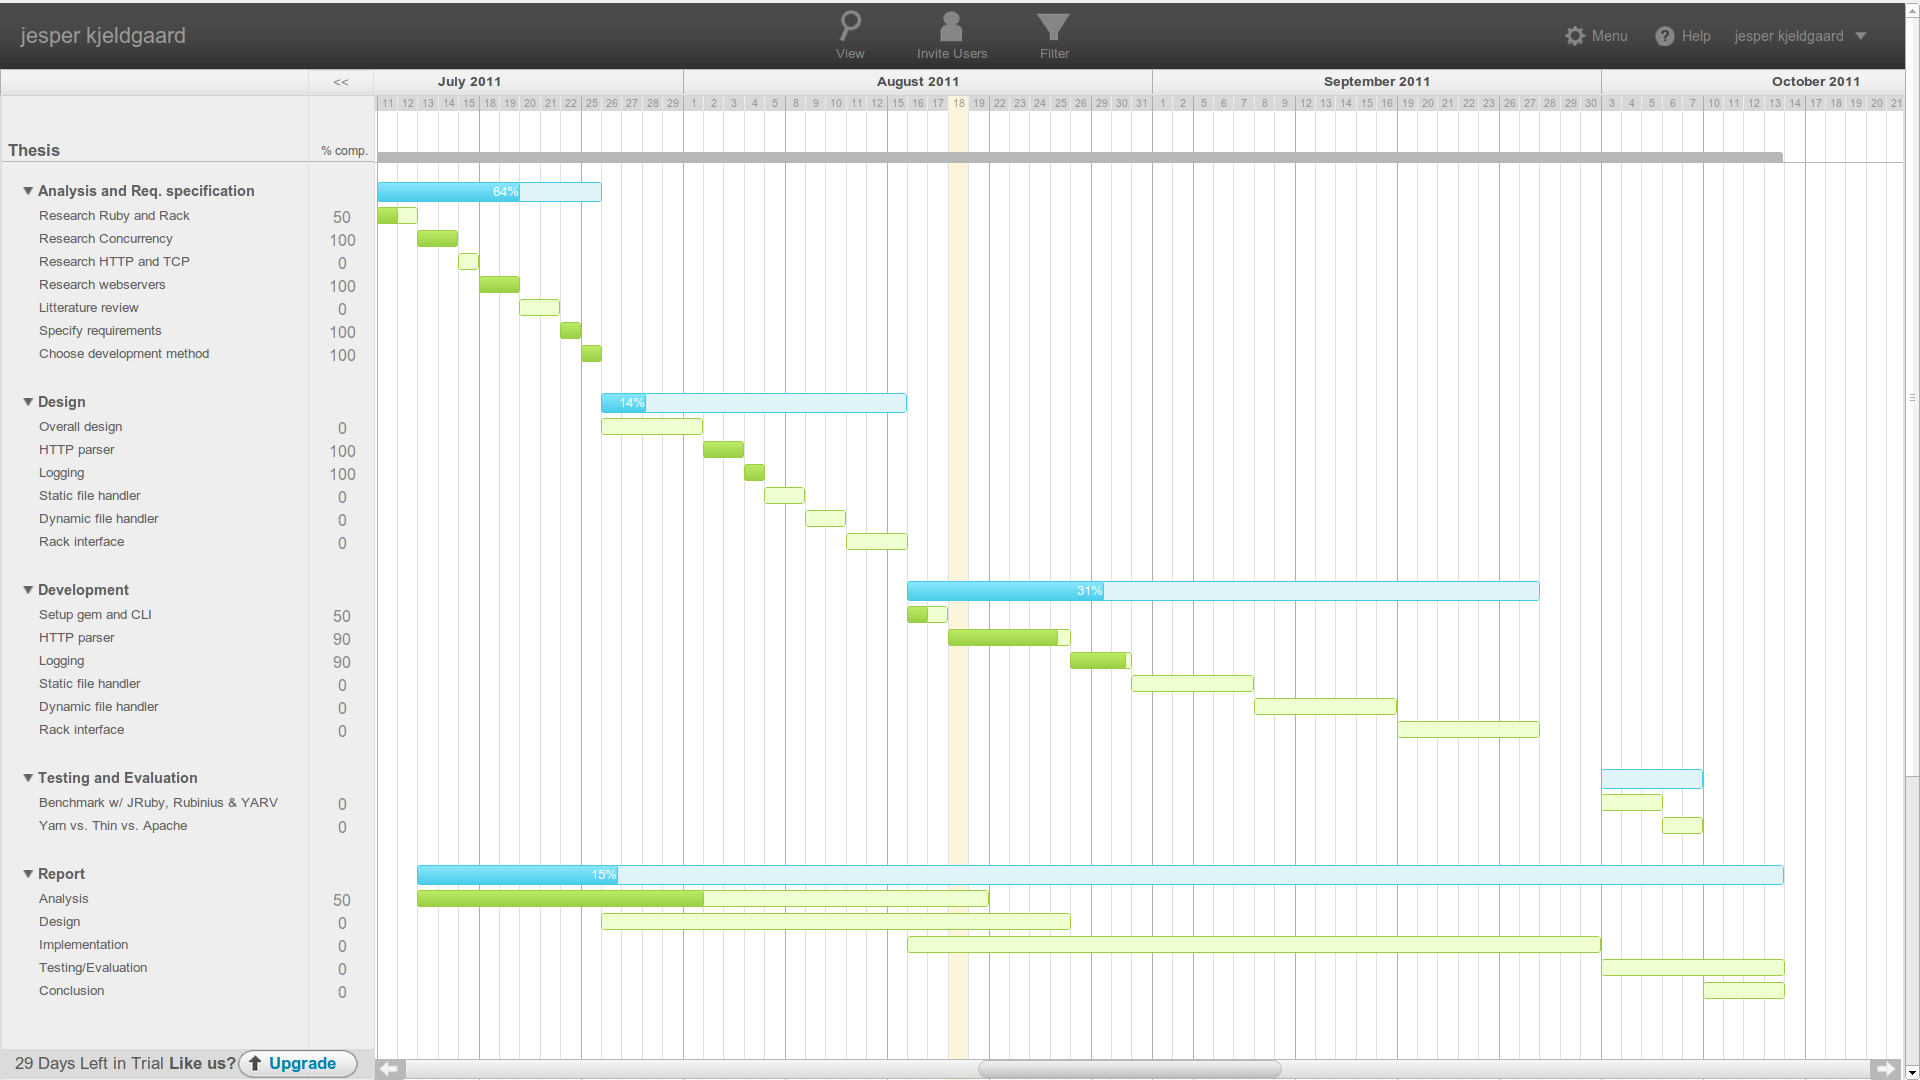 jesper kjeldgaard
View
Invite Users
Filter
Menu
Help
jesper kjeldgaard
<< July 2011 August 2011 September 2011 October 2011
11 12 13 14 15 18 19 20 21 22 25 26 27 28 29 1 2 3 4 5 8 9 10 11 12 15 16 17 18 19 22 23 24 25 26 29 30 31 1 2 5 6 7 8 9 12 13 14 15 16 19 20 21 22 23 26 27 28 29 30 3 4 5 6 7 10 11 12 13 14 17 18 19 20 21
Thesis % comp.
Analysis and Req. specification 64%
Research Ruby and Rack 50
Research Concurrency 100
Research HTTP and TCP 0
Research webservers 100
Litterature review 0
Specify requirements 100
Choose development method 100
Design 14%
Overall design 0
HTTP parser 100
Logging 100
Static file handler 0
Dynamic file handler 0
Rack interface 0
Development 31%
Setup gem and CLI 50
HTTP parser 90
Logging 90
Static file handler 0
Dynamic file handler 0
Rack interface 0
Testing and Evaluation
Benchmark w/ JRuby, Rubinius & YARV 0
Yarn vs. Thin vs. Apache 0
Report 15%
Analysis 50
Design 0
Implementation 0
Testing/Evaluation 0
Conclusion 0
29 Days Left in Trial Like us? Upgrade